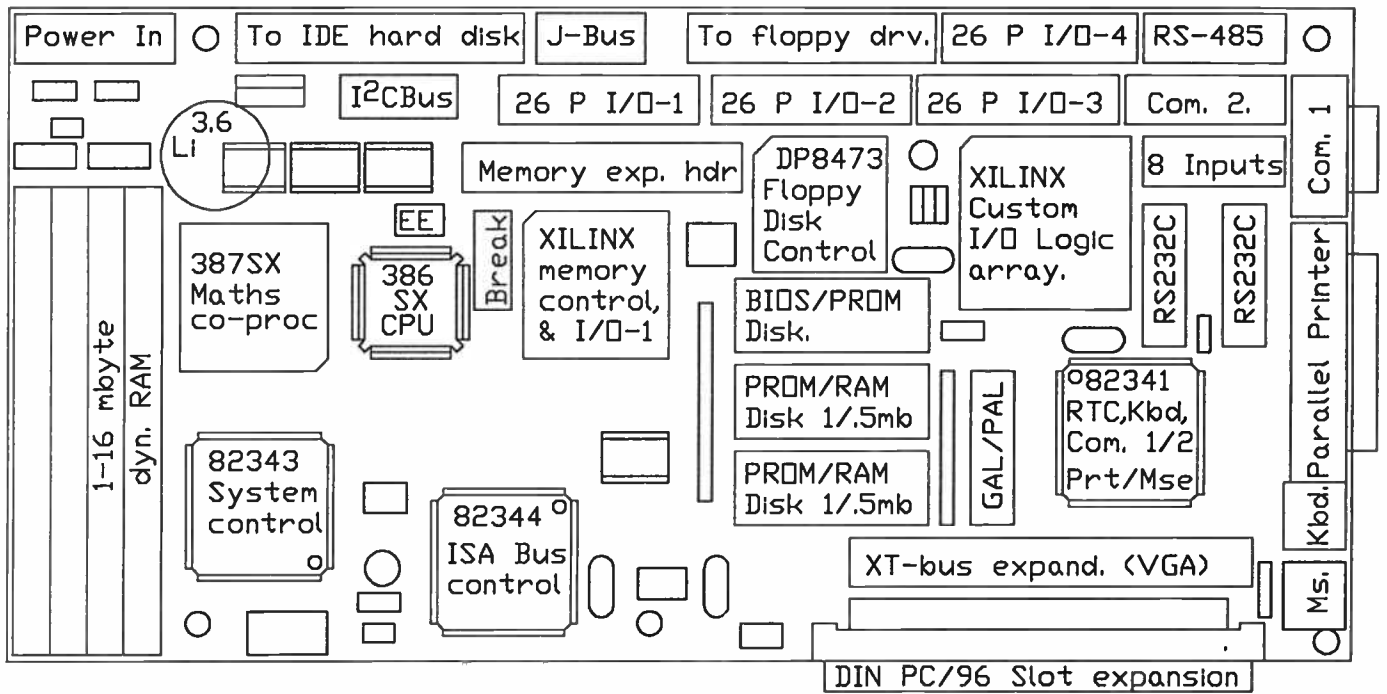 Power In
To IDE hard disk
J-Bus
To floppy drv.
26 P I/O-4
RS-485
I²CBus
26 P I/O-1
26 P I/O-2
26 P I/O-3
Com. 2.
Com. 1
3.6
Li
Memory exp. hdr
DP8473
Floppy
Disk
Control
XILINX
Custom
I/O Logic
array.
8 Inputs
EE
Break
387SX
Maths
co-proc
386
SX
CPU
XILINX
memory
control,
& I/O-1
RS232C
RS232C
Parallel Printer
BIOS/PROM
Disk.
1-16 mbyte
dyn. RAM
PROM/RAM
Disk 1/.5mb
GAL/PAL
82341
RTC,Kbd,
Com. 1/2
Prt/Mse
82343
System
control
PROM/RAM
Disk 1/.5mb
82344
ISA Bus
control
Kbd.
XT-bus expand. (VGA)
Ms.
DIN PC/96 Slot expansion